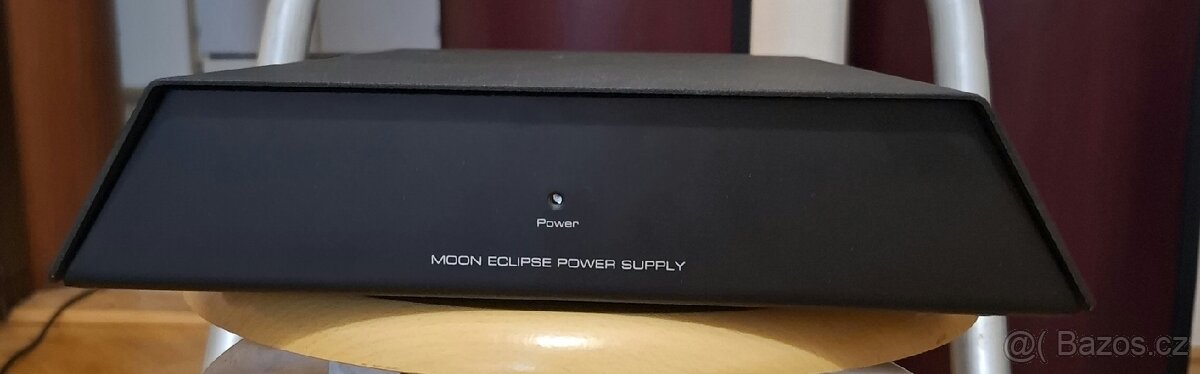 Power
MOON ECLIPSE POWER SUPPLY
@( Bazos.cz